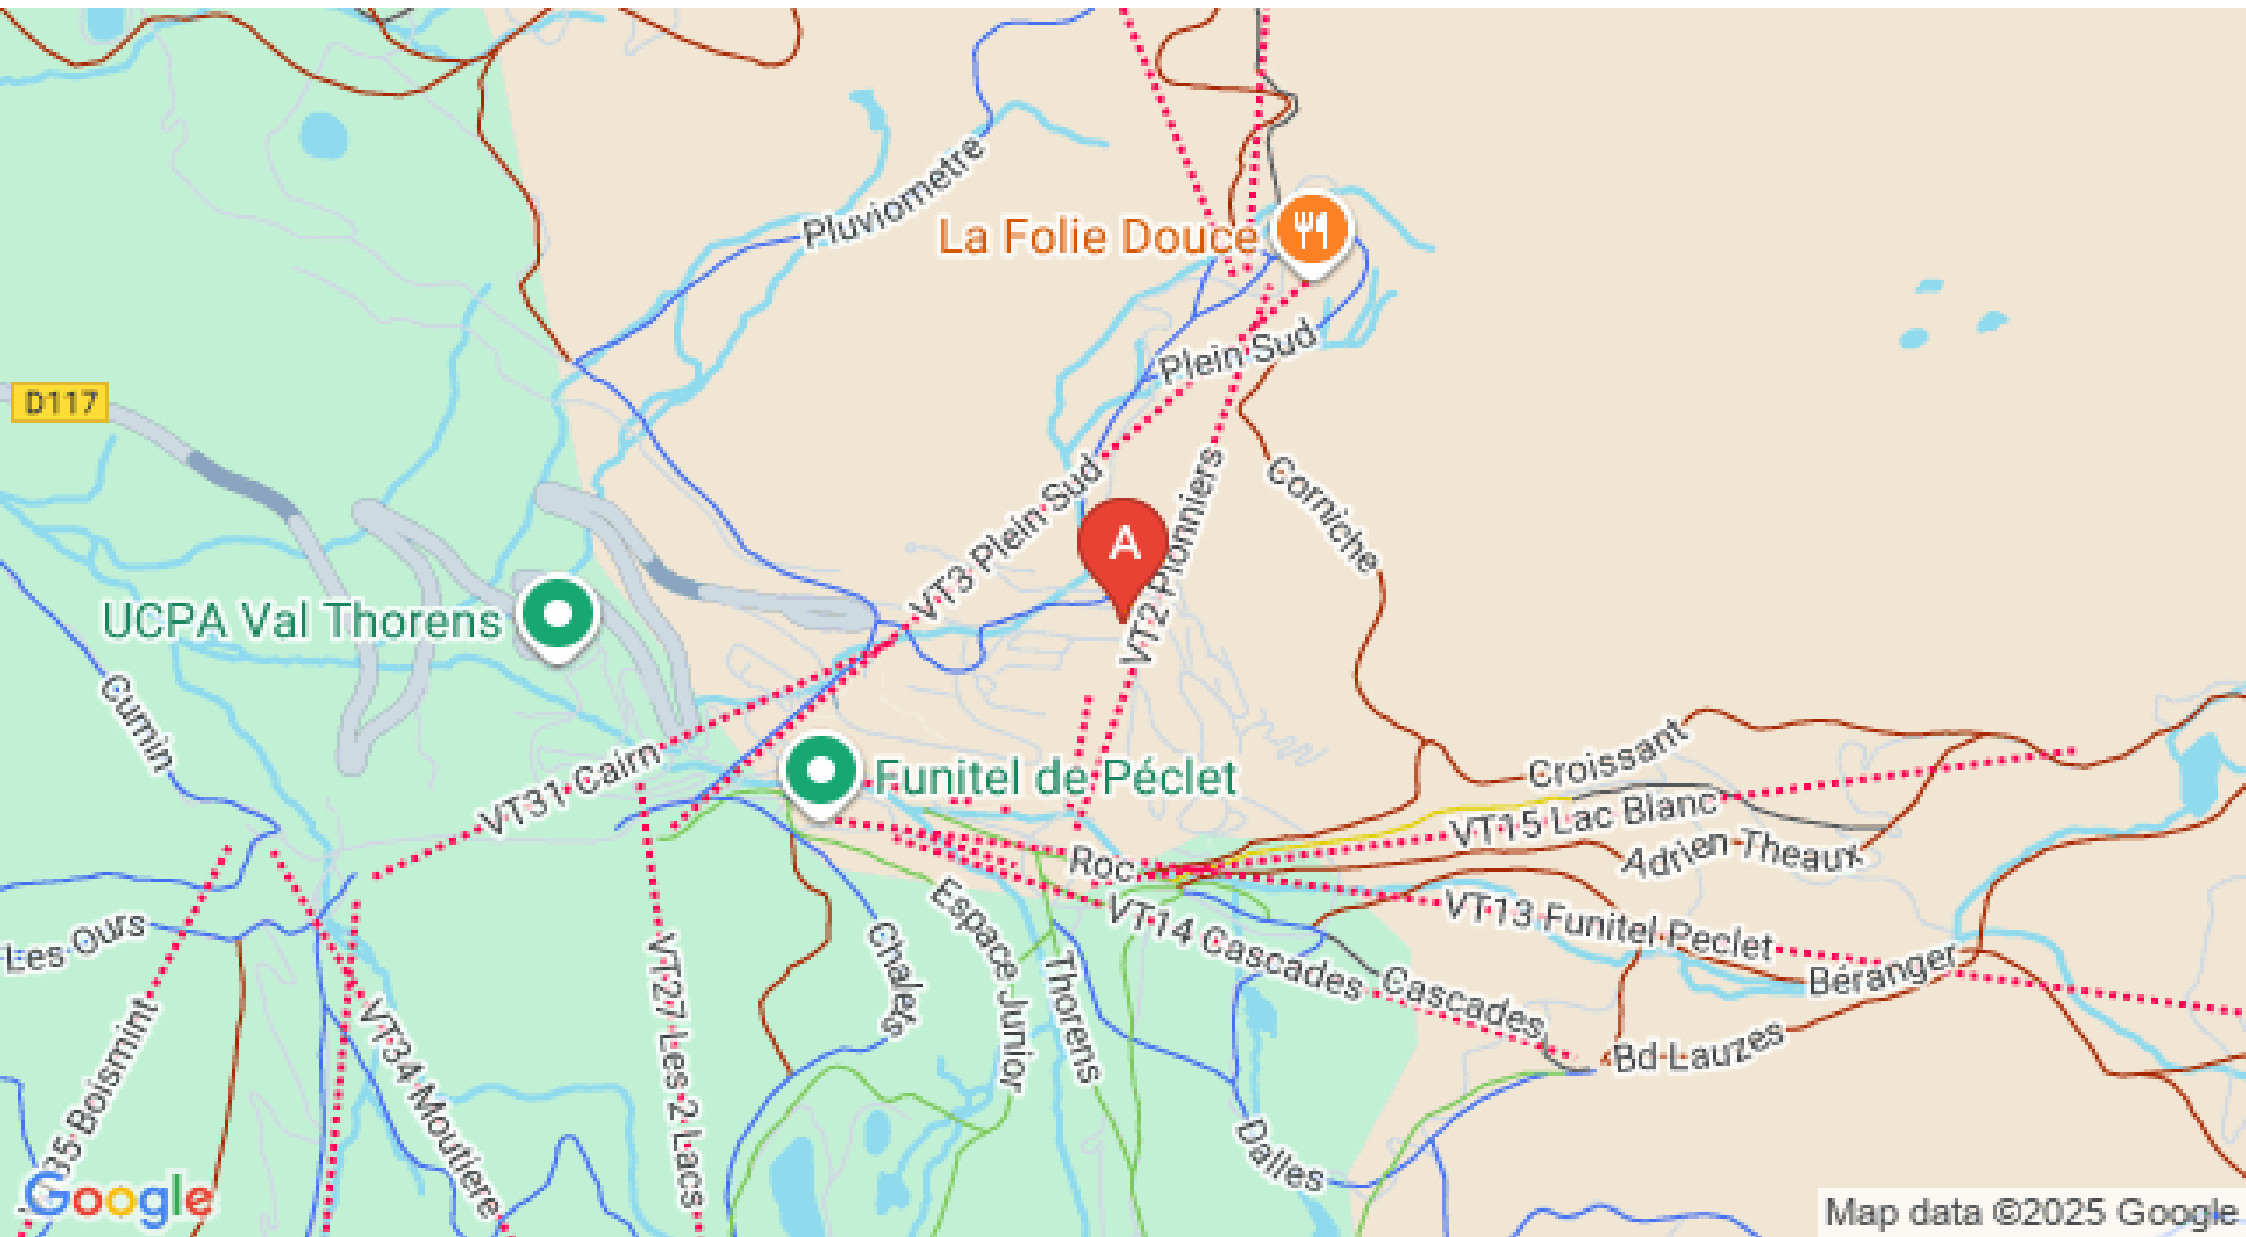 Pluviometre
La Folie Douce
Plein Sud
D117
Corniche
VT3 Plein Sud
A
VT2 Pionniers
UCPA Val Thorens
Cumin
VT31 Cairn
Funitel de Péclet
Croissant
VT15 Lac Blanc
Roc
Adrien Theaux
VT13 Funitel Peclet
VT14 Cascades
Cascades
Béranger
Bd Lauzes
Les Ours
Chalets
Espace Junior
Thorens
VT27 Les 2 Lacs
VT34 Moutiere
35 Boismint
Dalles
Google
Map data ©2025 Google